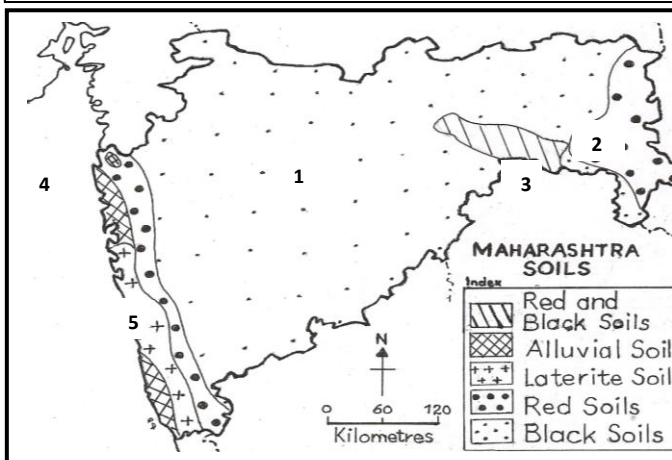 1
2
3
4
5
MAHARASHTRA
SOILS
Index
Red and
Black Soils
Alluvial Soil
Laterite Soil
Red Soils
Black Soils
N
0 60 120
Kilometres